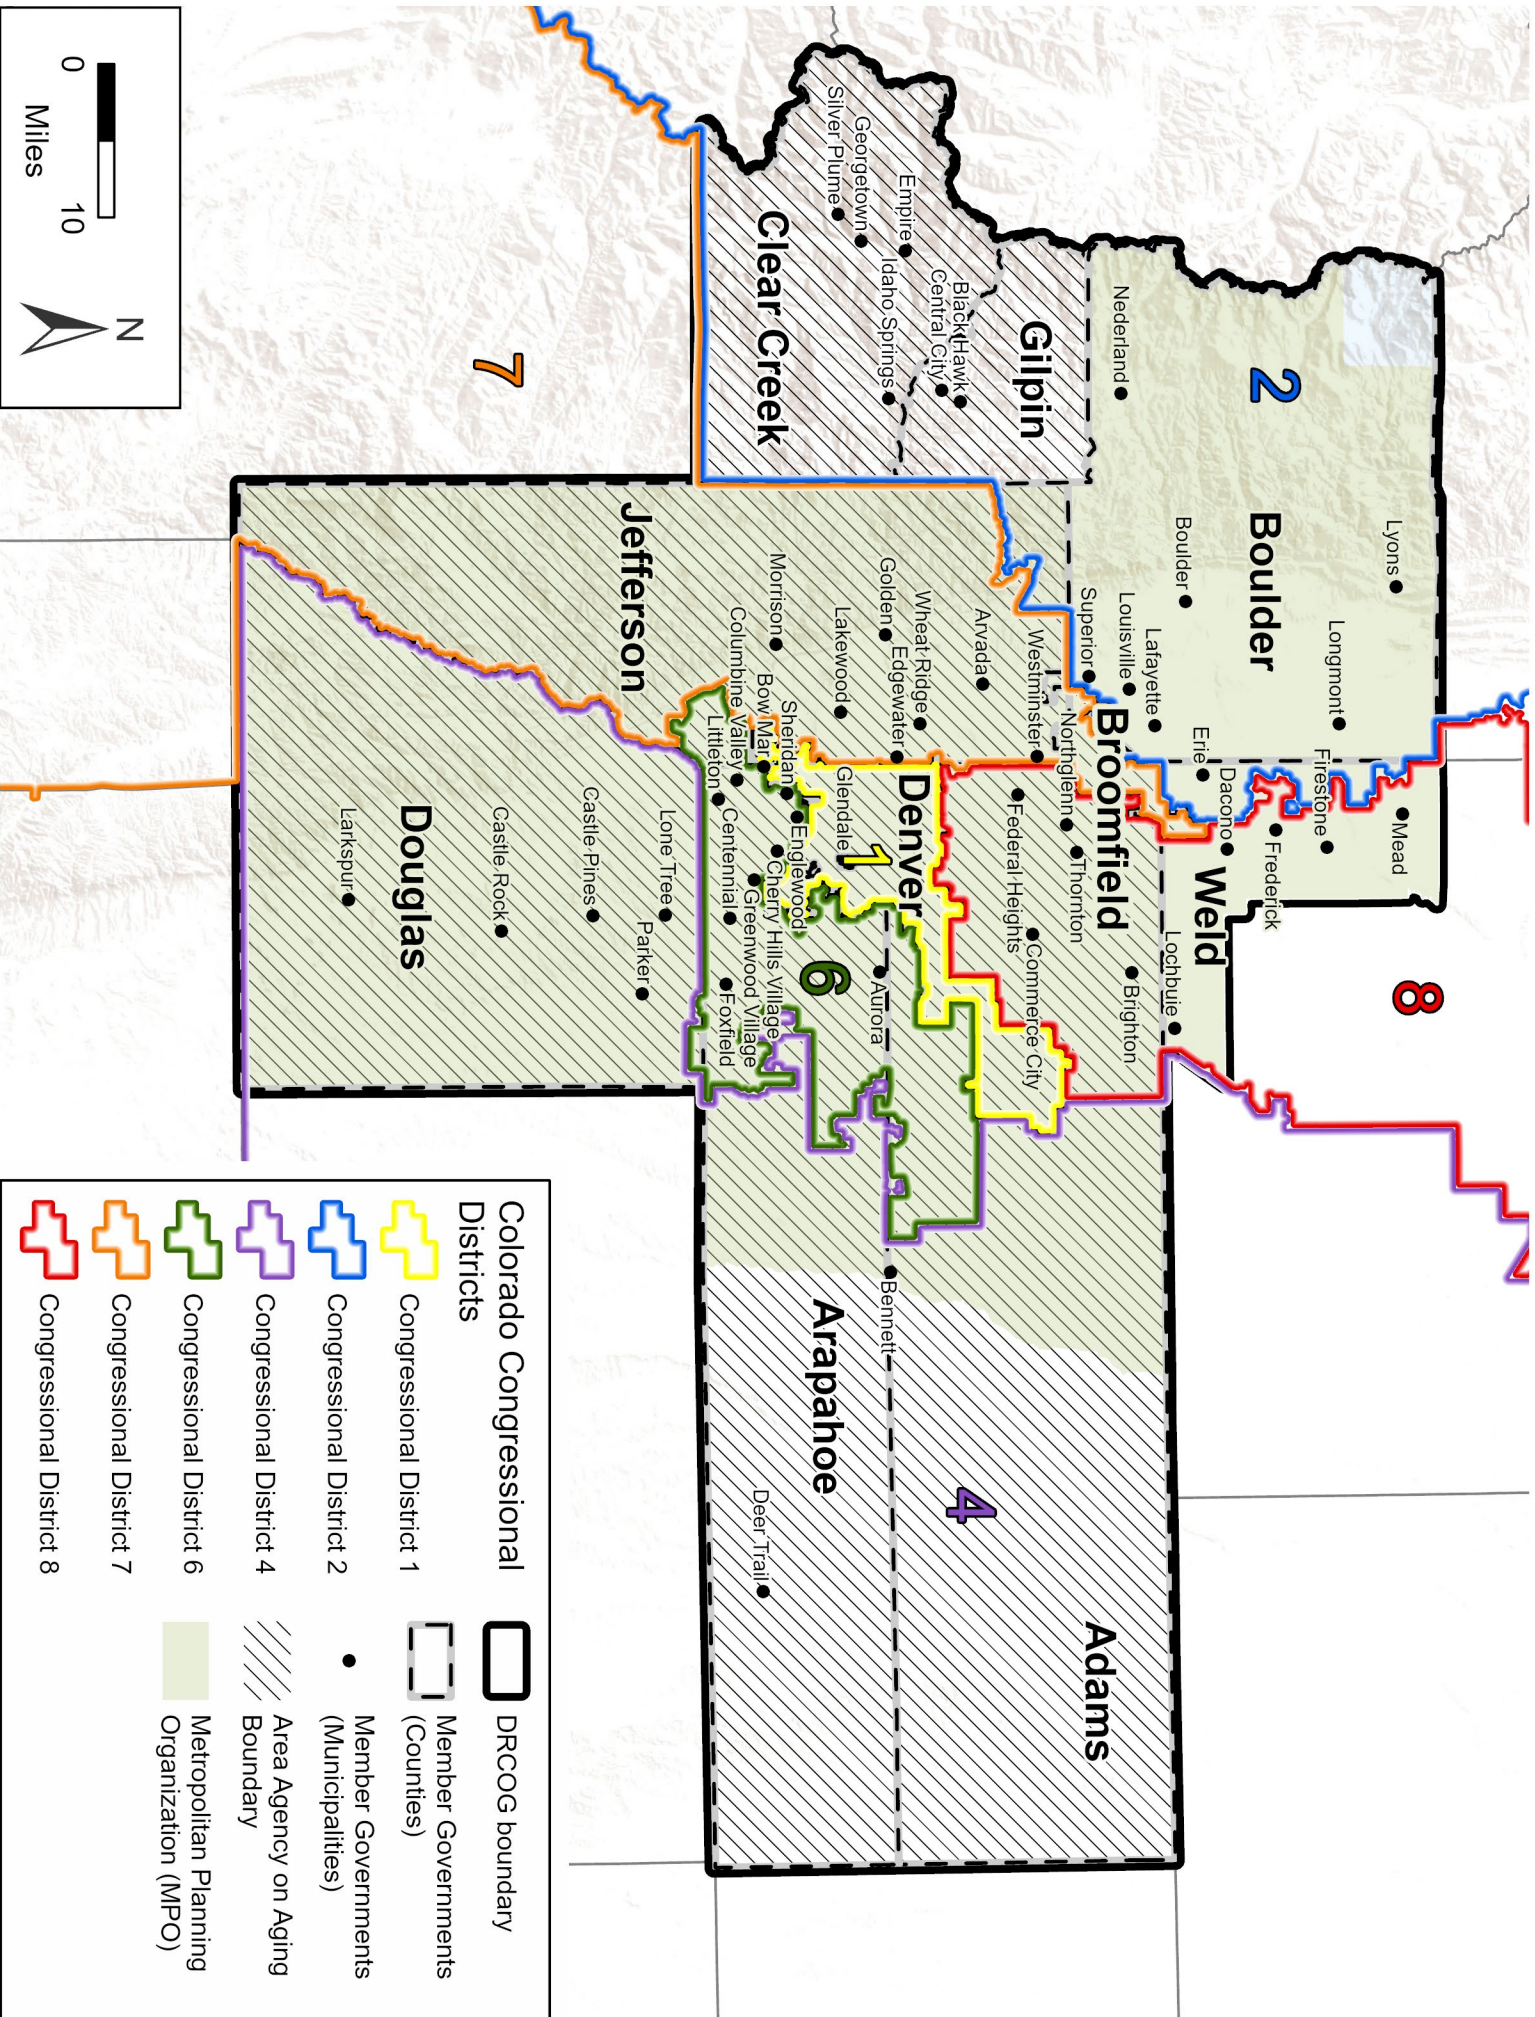 8
2
Lyons
Mead
Longmont
Firestone
Boulder
Frederick
Dacono
Erie
Weld
Boulder
Lochbuie
Lafayette
Nederland
Louisville
Brighton
Broomfield
Superior
Thornton
Northglenn
Adams
Gilpin
Westminster
Commerce City
Federal Heights
Arvada
4
Black Hawk
Central City
Wheat Ridge
Denver
Empire
Idaho Springs
Golden
Edgewater
Aurora
Bennett
Georgetown
1
Silver Plume
Lakewood
Glendale
6
Arapahoe
Englewood
Sheridan
Cherry Hills Village
Clear Creek
Morrison
Bow Mar
Greenwood Village
Deer Trail
Columbine Valley
Centennial
Foxfield
Littleton
Jefferson
Lone Tree
Parker
Castle Pines
7
Castle Rock
Douglas
Larkspur
N
0
10
Miles
Colorado Congressional
Districts
Congressional District 1
Congressional District 2
Congressional District 4
Congressional District 6
Congressional District 7
Congressional District 8
DRCOG boundary
Member Governments
(Counties)
Member Governments
(Municipalities)
Area Agency on Aging
Boundary
Metropolitan Planning
Organization (MPO)